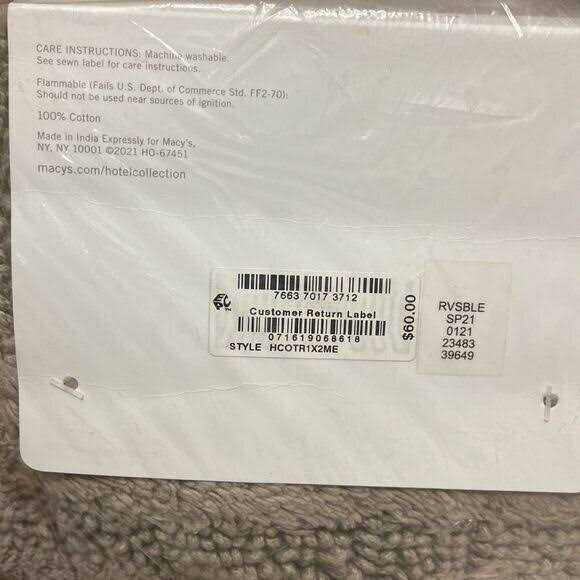 CARE INSTRUCTIONS: Machine washable.
See sewn label for care instructions.
Flammable (Fails U.S. Dept. of Commerce Std. FF2-70):
Should not be used near sources of ignition.
100% Cotton
Made in India Expressly for Macy's,
NY, NY 10001 ©2021 HO-67451
macys.com/hotelcollection
7663 7017 3712
Customer Return Label
071619068618
STYLE HCOTR1X2ME
$60.00
RVSBLE
SP21
0121
23483
39649